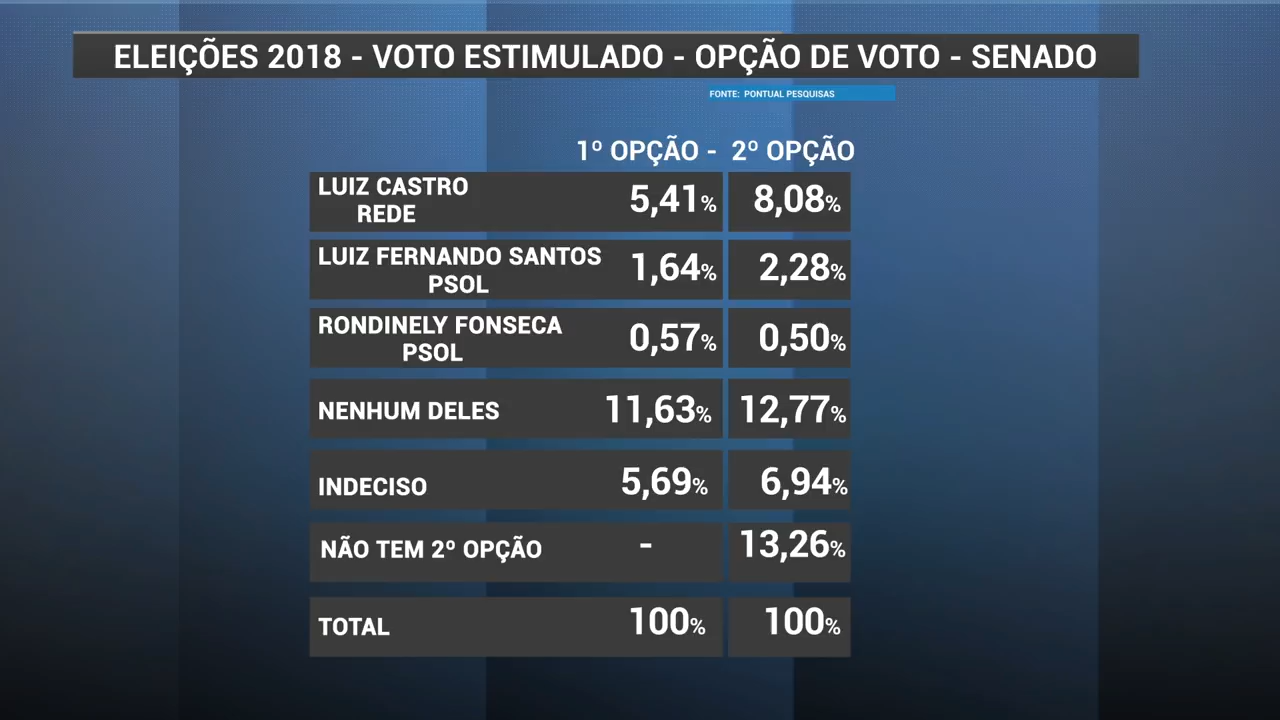 ELEIÇÕES 2018 - VOTO ESTIMULADO - OPÇÃO DE VOTO - SENADO
FONTE: PONTUAL PESQUISAS
1º OPÇÃO - 2º OPÇÃO
LUIZ CASTRO
REDE
5,41% 8,08%
LUIZ FERNANDO SANTOS
PSOL
1,64% 2,28%
RONDINELY FONSECA
PSOL
0,57% 0,50%
NENHUM DELES 11,63% 12,77%
INDECISO 5,69% 6,94%
NÃO TEM 2º OPÇÃO - 13,26%
TOTAL 100% 100%